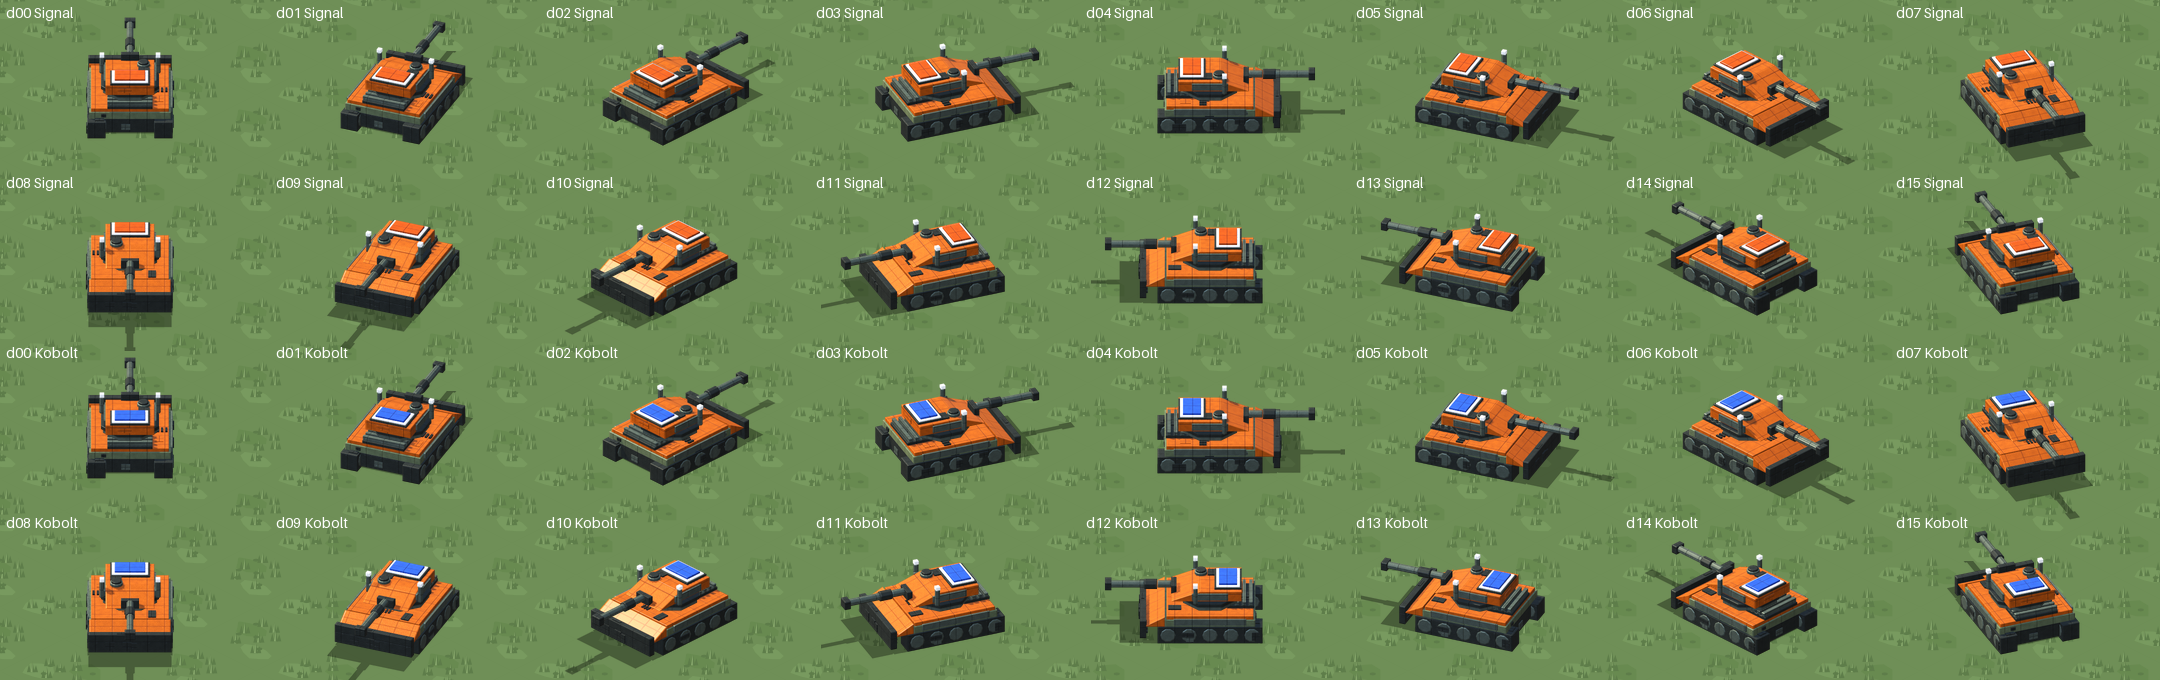 d00 Signal
d01 Signal
d02 Signal
d03 Signal
d04 Signal
d05 Signal
d06 Signal
d07 Signal
d08 Signal
d09 Signal
d10 Signal
d11 Signal
d12 Signal
d13 Signal
d14 Signal
d15 Signal
d00 Kobolt
d01 Kobolt
d02 Kobolt
d03 Kobolt
d04 Kobolt
d05 Kobolt
d06 Kobolt
d07 Kobolt
d08 Kobolt
d09 Kobolt
d10 Kobolt
d11 Kobolt
d12 Kobolt
d13 Kobolt
d14 Kobolt
d15 Kobolt